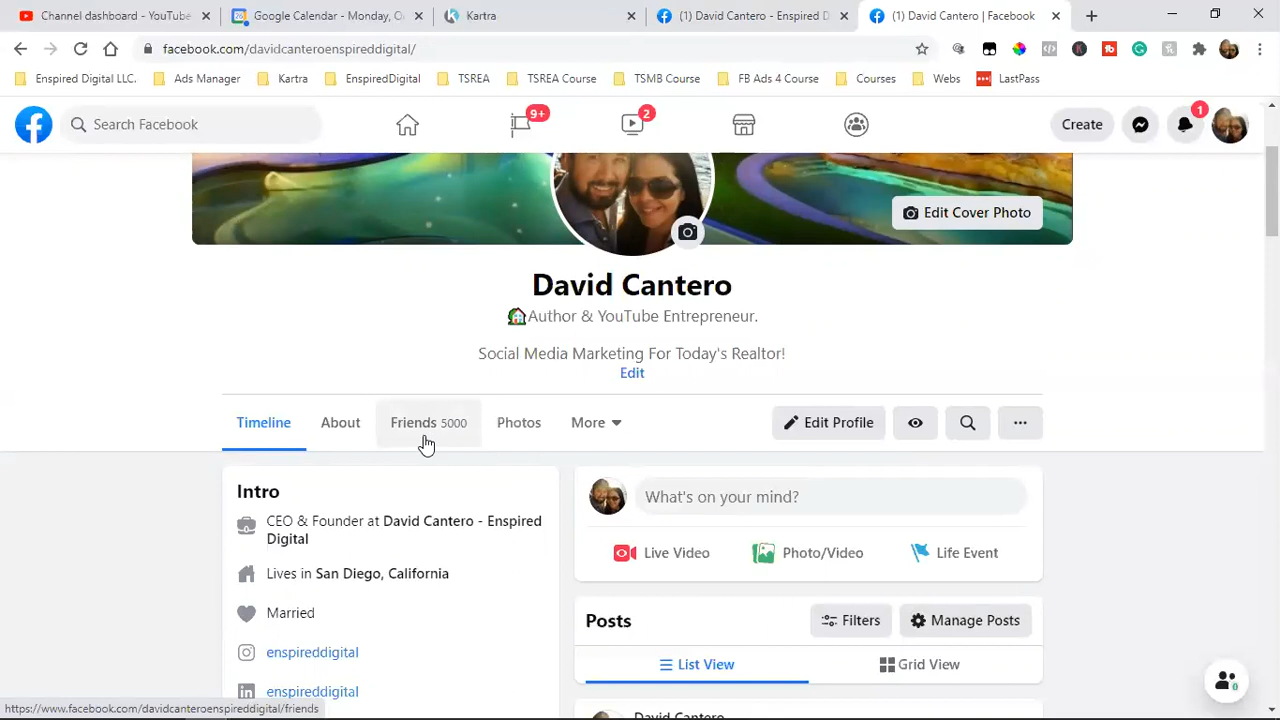 Channel dashboard - YouTube
Google Calendar - Monday, O
Kartra
(1) David Cantero - Enspired D
(1) David Cantero | Facebook
facebook.com/davidcanteroenspireddigital/
Enspired Digital LLC.
Ads Manager
Kartra
EnspiredDigital
TSREA
TSREA Course
TSMB Course
FB Ads 4 Course
Courses
Webs
LastPass
Search Facebook
9+
2
Create
1
Edit Cover Photo
David Cantero
Author & YouTube Entrepreneur.
Social Media Marketing For Today's Realtor!
Edit
Timeline
About
Friends 5000
Photos
More
Edit Profile
Intro
CEO & Founder at David Cantero - Enspired
Digital
Lives in San Diego, California
Married
enspireddigital
enspireddigital
What's on your mind?
Live Video
Photo/Video
Life Event
Posts
Filters
Manage Posts
List View
Grid View
David Cantero
https://www.facebook.com/davidcanteroenspireddigital/friends